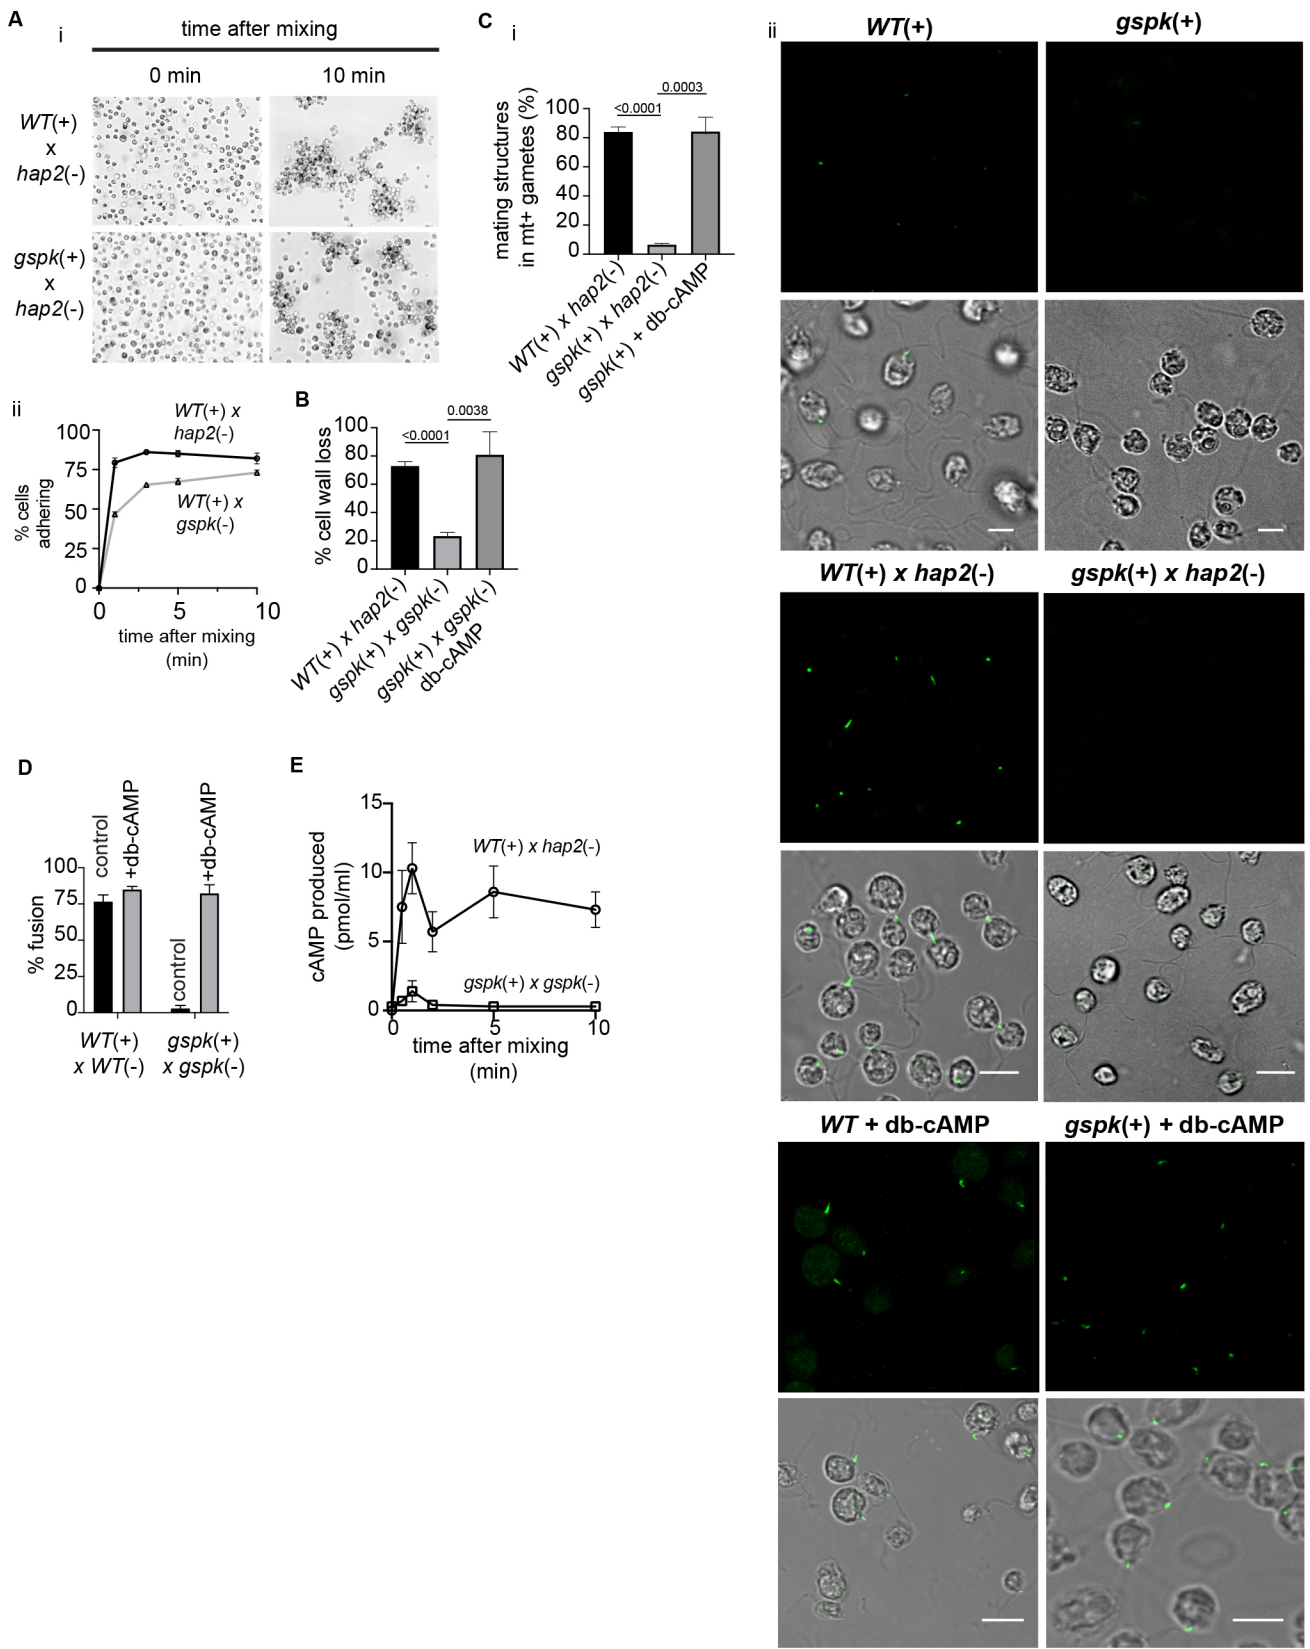 A
i
time after mixing
0 min
10 min
WT(+)
x
hap2(-)
gspk(+)
x
hap2(-)
ii
% cells
adhering
100
75
50
25
0
WT(+) x
hap2(-)
WT(+) x
gspk(-)
0
5
10
time after mixing
(min)
B
% cell wall loss
100
80
60
40
20
0
<0.0001
0.0038
WT(+) x hap2(-)
gspk(+) x gspk(-)
gspk(+) x gspk(-)
db-cAMP
C
i
mating structures
in mt+ gametes (%)
100
80
60
40
20
0
<0.0001
0.0003
WT(+) x hap2(-)
gspk(+) x hap2(-)
gspk(+) + db-cAMP
ii
WT(+)
gspk(+)
WT(+) x hap2(-)
gspk(+) x hap2(-)
WT + db-cAMP
gspk(+) + db-cAMP
D
% fusion
100
75
50
25
0
control
+db-cAMP
control
+db-cAMP
WT(+)
x WT(-)
gspk(+)
x gspk(-)
E
cAMP produced
(pmol/ml)
15
10
5
0
WT(+) x hap2(-)
gspk(+) x gspk(-)
0
5
10
time after mixing
(min)